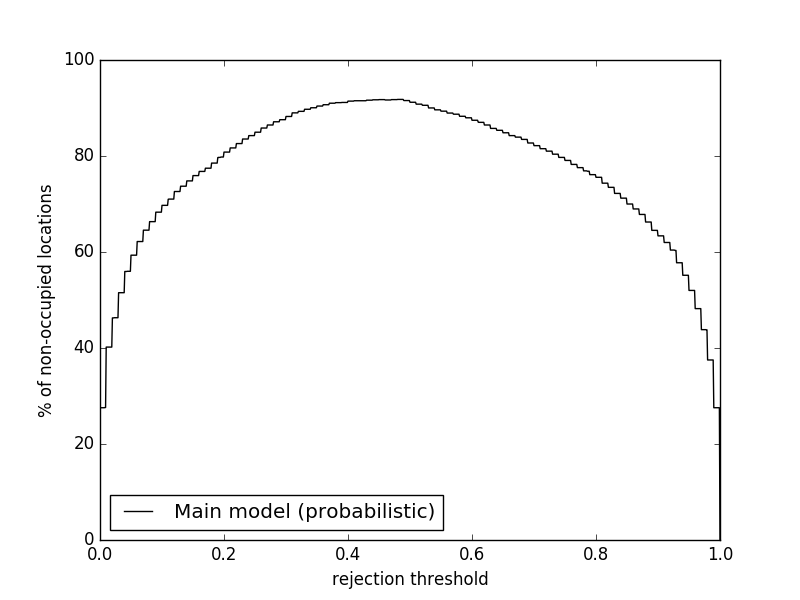 100
80
60
40
20
0
% of non-occupied locations
Main model (probabilistic)
0.0 0.2 0.4 0.6 0.8 1.0
rejection threshold